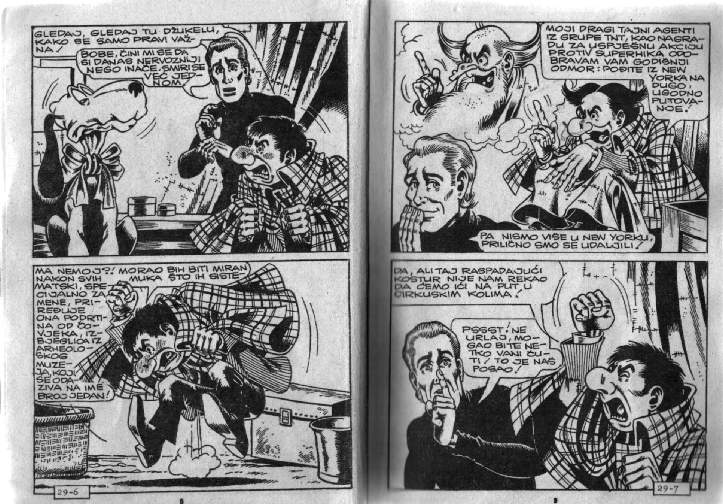 GLEDAJ, GLEDAJ TU DŽUKELU,
KAKO SE SAMO PRAVI VAŽ-
NA!
BOBE, ČINI MI SE DA
SI DANAS NERVOZNIJI
NEGO INAČE. SMIRI SE
VEĆ JED-
NOM.
MA NEMOJ?! MORAO BIH BITI MIRAN
NAKON SVIH MUKA ŠTO IH SISTE-
MATSKI, SPE-
CIJALNO ZA
MENE, PRI-
REĐUJE
ONA PODRTI-
NA OD ČO-
VJEKA, IZ-
BJEGLICA IZ
ARHEOLO-
ŠKOG
MUZE-
JA, KOJI
SE ODA-
ZIVA NA IME
BROJ JEDAN!
29-6
MOJI DRAGI TAJNI AGENTI
IZ GRUPE TNT, KAO NAGRA-
DU ZA USPJEŠNU AKCIJU
PROTIV SUPERHIKA ODO-
BRAVAM VAM GODIŠNJI
ODMOR: POĐITE IZ NEW
YORKA NA
DUGO,
UGODNO
PUTOVA-
NJE!
PA NISMO VIŠE U NEW YORKU,
PRILIČNO SMO SE UDALJILI!
DA, ALI TAJ RASPADAJUĆI
KOSTUR NIJE NAM REKAO
DA ĆEMO IĆI NA PUT U
CIRKUSKIM KOLIMA!
PSSST! NE
URLAJ, MO-
GAO BI TE NE-
TKO VANI ČU-
TI! TO JE NAŠ
POSAO!
29-7